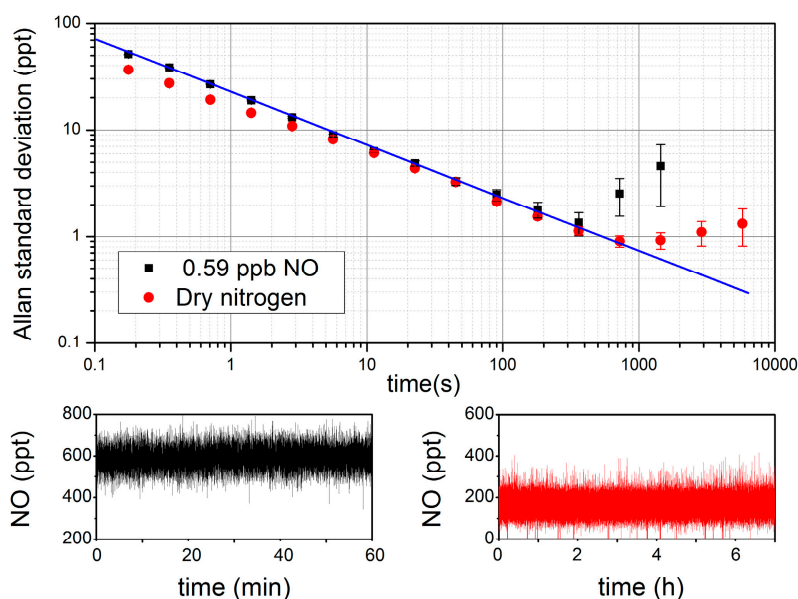 100
10
1
0.1
Allan standard deviation (ppt)
0.59 ppb NO
Dry nitrogen
0.1 1 10 100 1000 10000
time(s)
800
600
400
200
NO (ppt)
0 20 40 60
time (min)
600
400
200
0
NO (ppt)
0 2 4 6
time (h)